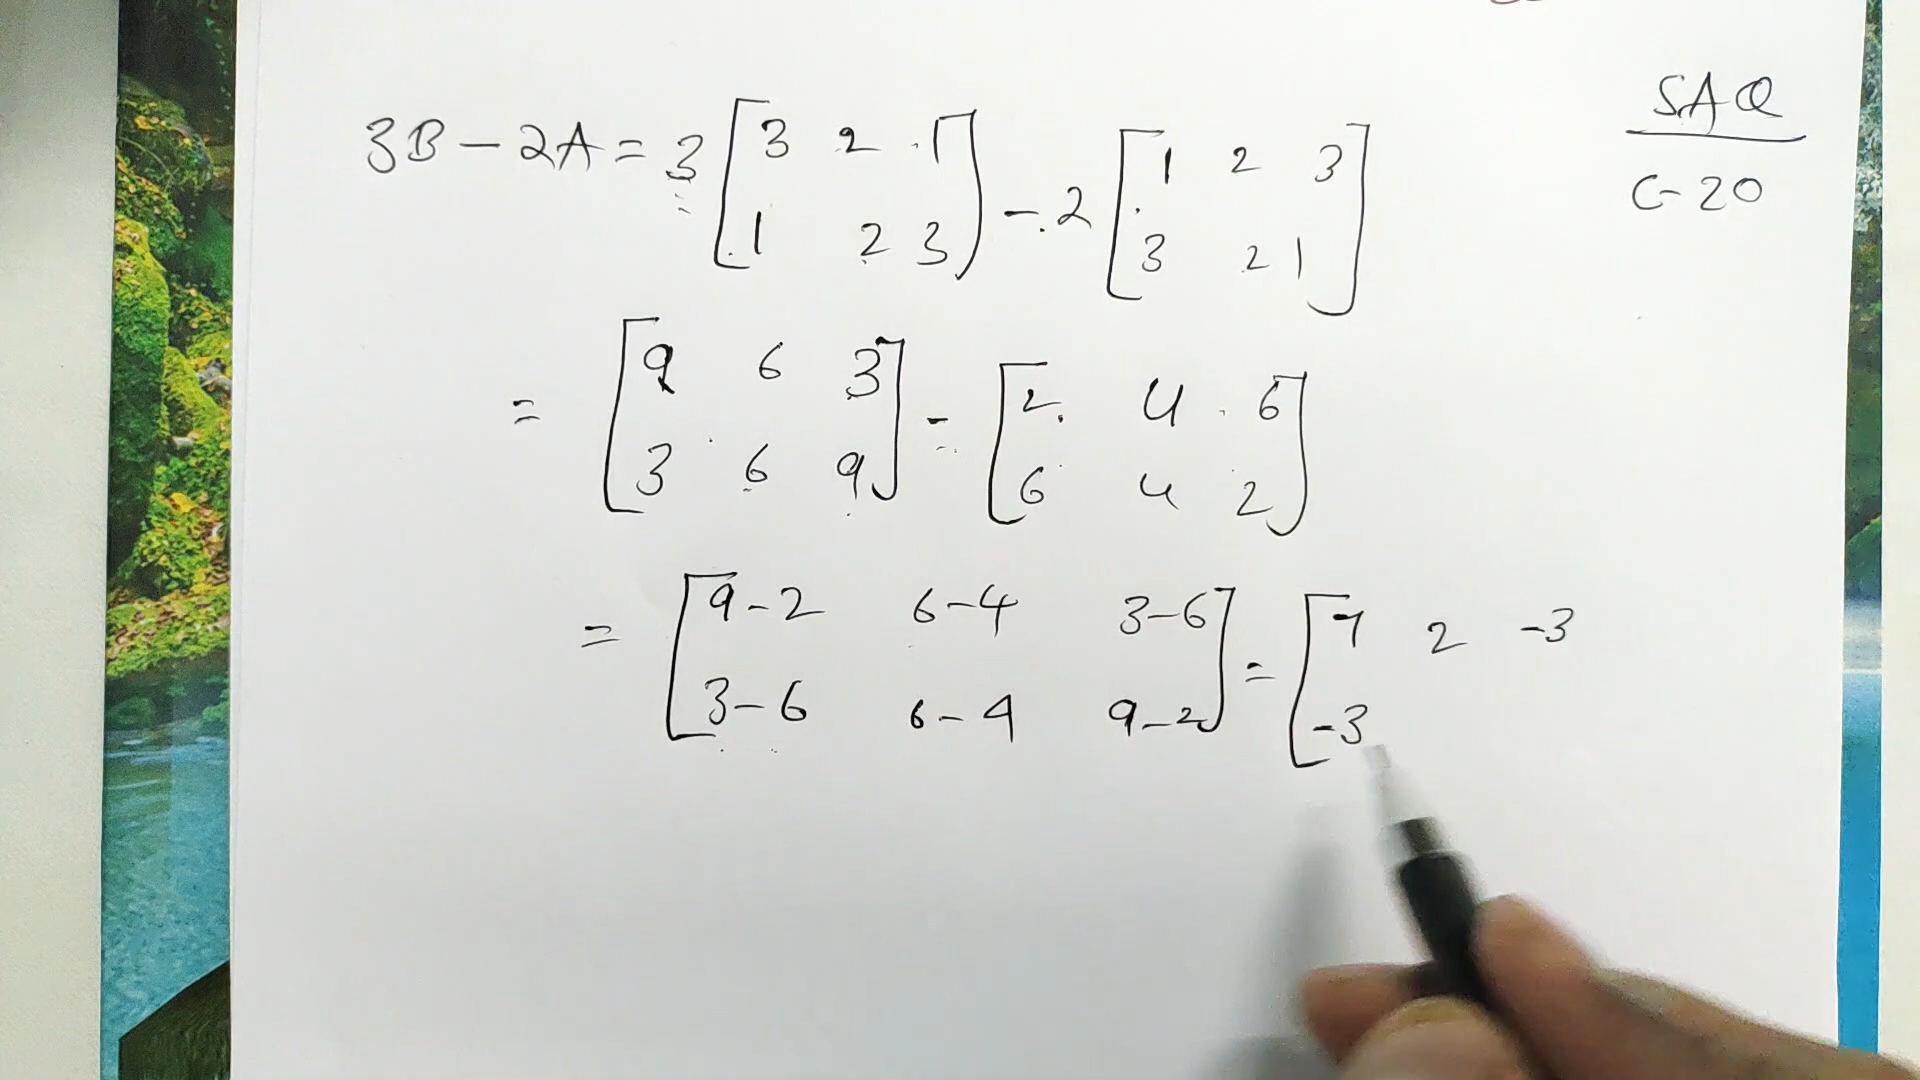 SAQ
C-20
3B - 2A = 3 [3 2 1] - 2 [1 2 3]
[1 2 3] [3 2 1]
= [9 6 3] - [2 4 6]
[3 6 9] [6 4 2]
= [9-2 6-4 3-6] = [7 2 -3
[3-6 6-4 9-2] [-3